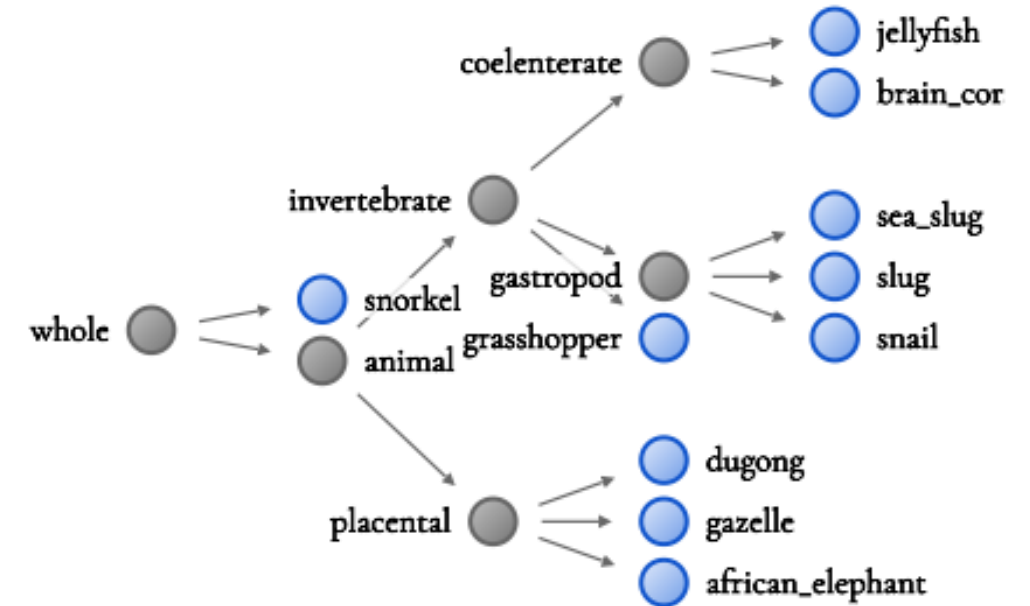 jellyfish
coelenterate
brain_cor
invertebrate
sea_slug
gastropod
slug
snorkel
whole
grasshopper
snail
animal
dugong
placental
gazelle
african_elephant